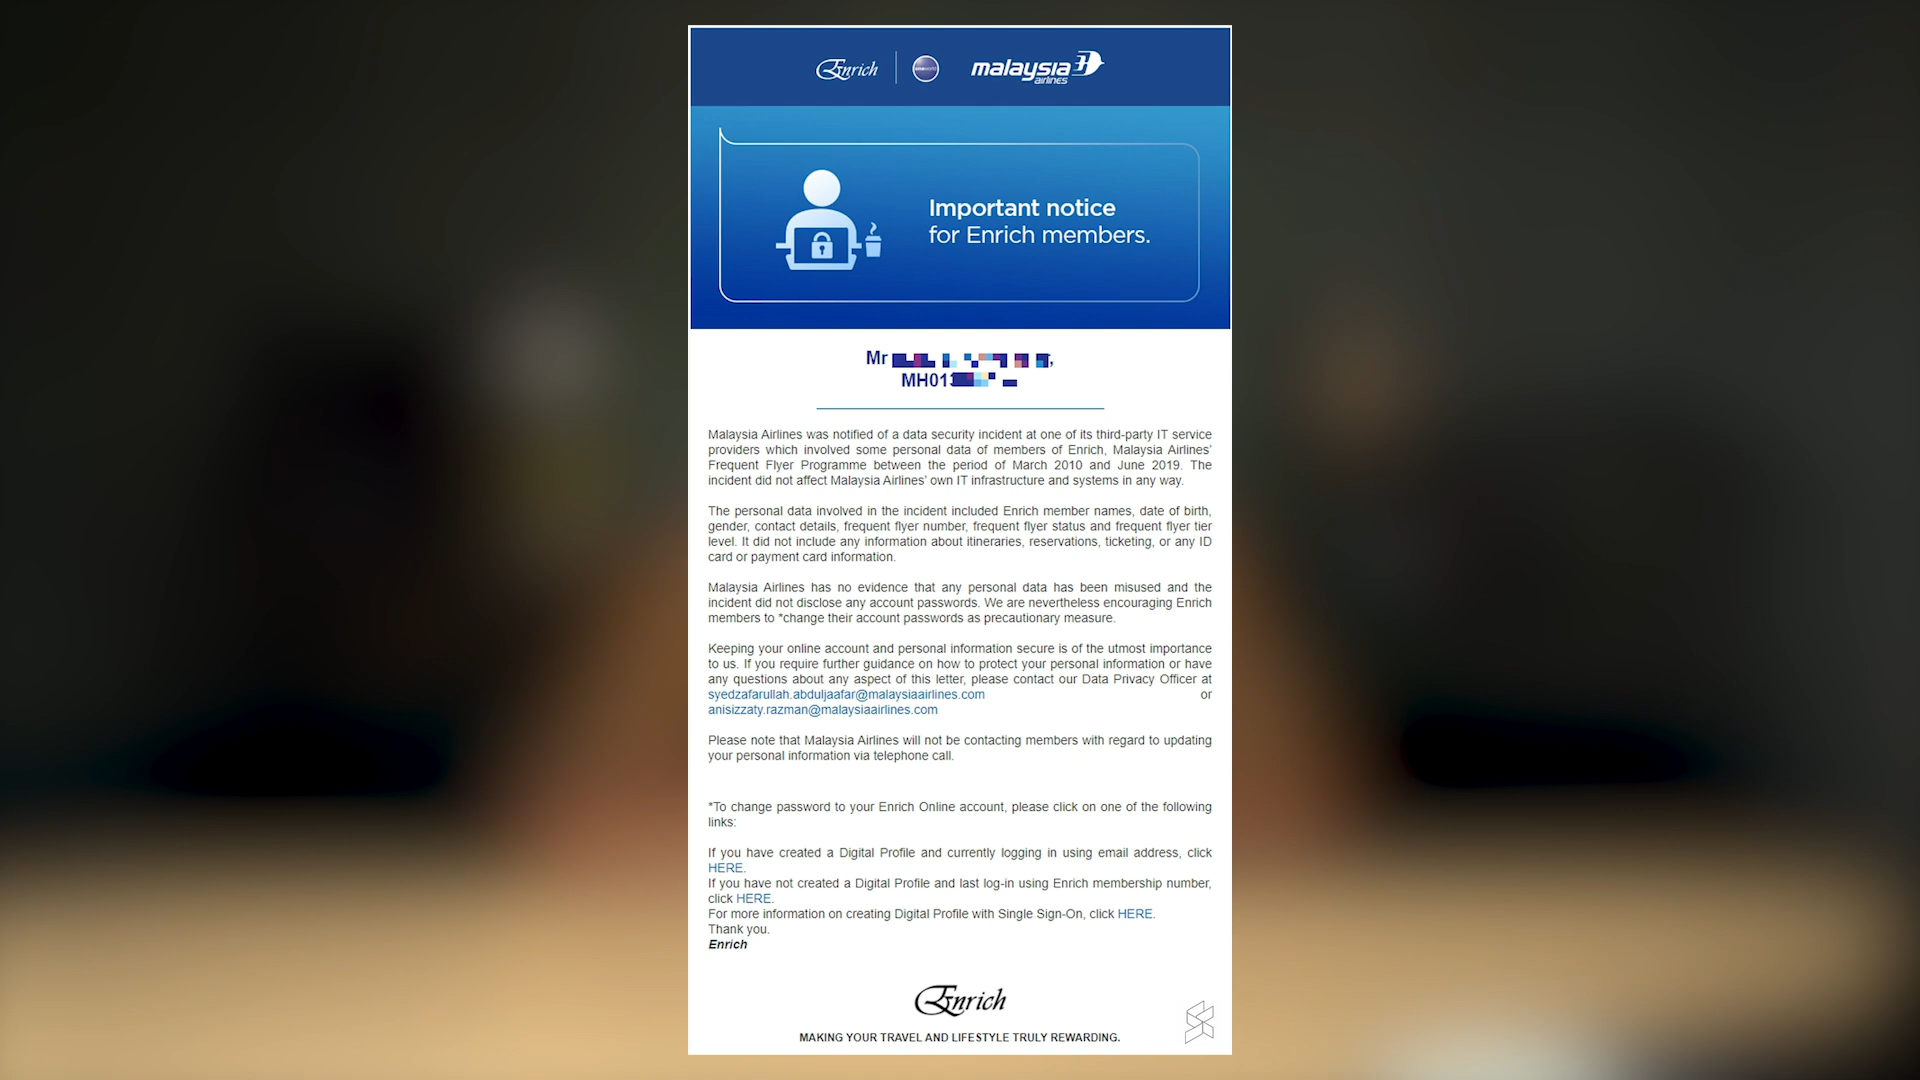 Enrich
oneworld
malaysia
airlines
Important notice
for Enrich members.
Mr
MH013
Malaysia Airlines was notified of a data security incident at one of its third-party IT service
providers which involved some personal data of members of Enrich, Malaysia Airlines'
Frequent Flyer Programme between the period of March 2010 and June 2019. The
incident did not affect Malaysia Airlines' own IT infrastructure and systems in any way.
The personal data involved in the incident included Enrich member names, date of birth,
gender, contact details, frequent flyer number, frequent flyer status and frequent flyer tier
level. It did not include any information about itineraries, reservations, ticketing, or any ID
card or payment card information.
Malaysia Airlines has no evidence that any personal data has been misused and the
incident did not disclose any account passwords. We are nevertheless encouraging Enrich
members to *change their account passwords as precautionary measure.
Keeping your online account and personal information secure is of the utmost importance
to us. If you require further guidance on how to protect your personal information or have
any questions about any aspect of this letter, please contact our Data Privacy Officer at
syedzafarullah.abduljaafar@malaysiaairlines.com or
anisizzaty.razman@malaysiaairlines.com
Please note that Malaysia Airlines will not be contacting members with regard to updating
your personal information via telephone call.
*To change password to your Enrich Online account, please click on one of the following
links:
If you have created a Digital Profile and currently logging in using email address, click
HERE.
If you have not created a Digital Profile and last log-in using Enrich membership number,
click HERE.
For more information on creating Digital Profile with Single Sign-On, click HERE.
Thank you.
Enrich
Enrich
MAKING YOUR TRAVEL AND LIFESTYLE TRULY REWARDING.